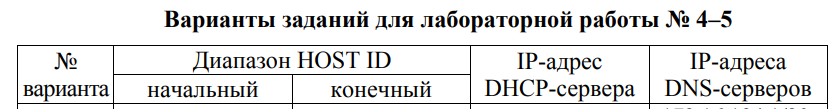 Варианты заданий для лабораторной работы № 4–5
№ варианта
Диапазон HOST ID
начальный
конечный
IP-адрес
DHCP-сервера
IP-адреса
DNS-серверов